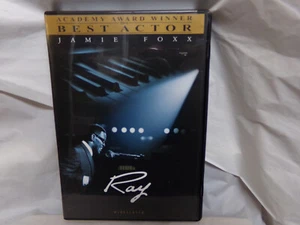 ACADEMY AWARD WINNER
BEST ACTOR
JAMIE FOXX
Ray